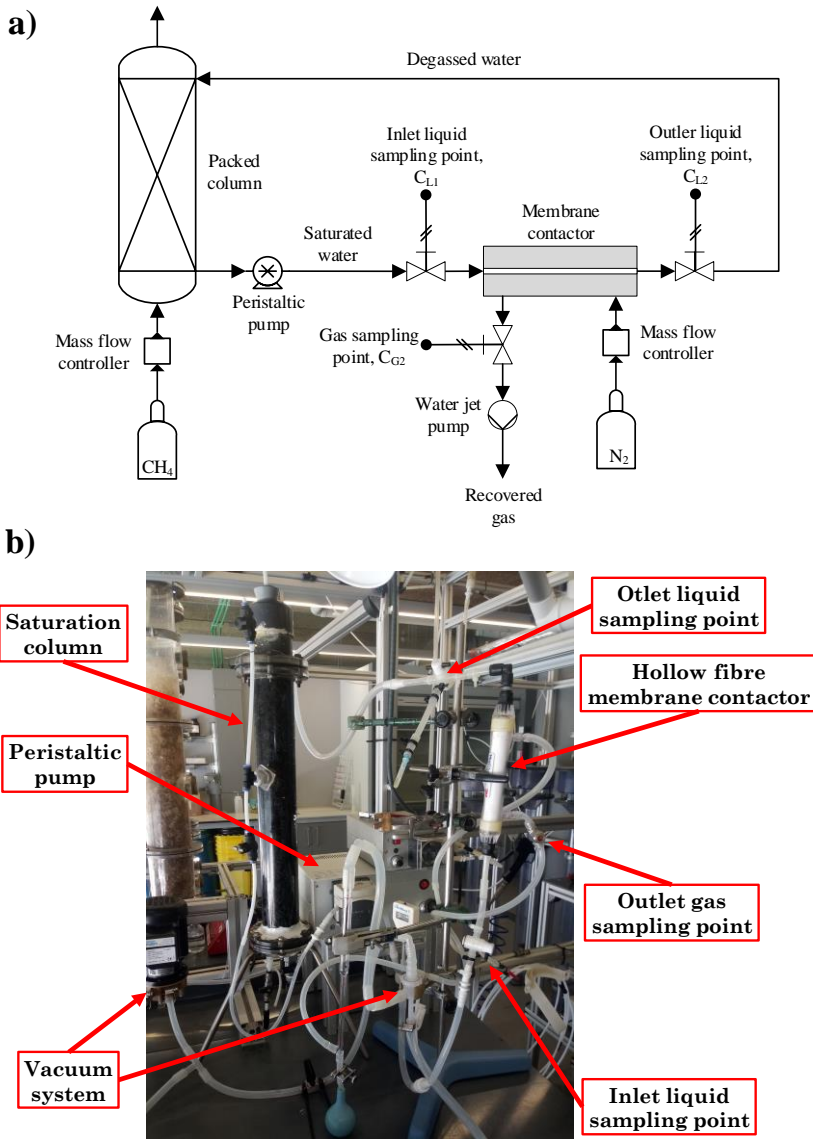 a)
Degassed water
Inlet liquid
sampling point,
CL1
Outler liquid
sampling point,
CL2
Packed
column
Membrane
contactor
Saturated
water
Peristaltic
pump
Mass flow
controller
Gas sampling
point, CG2
Mass flow
controller
Water jet
pump
CH4
N2
Recovered
gas
b)
Otlet liquid
sampling point
Saturation
column
Hollow fibre
membrane contactor
Peristaltic
pump
Outlet gas
sampling point
Vacuum
system
Inlet liquid
sampling point